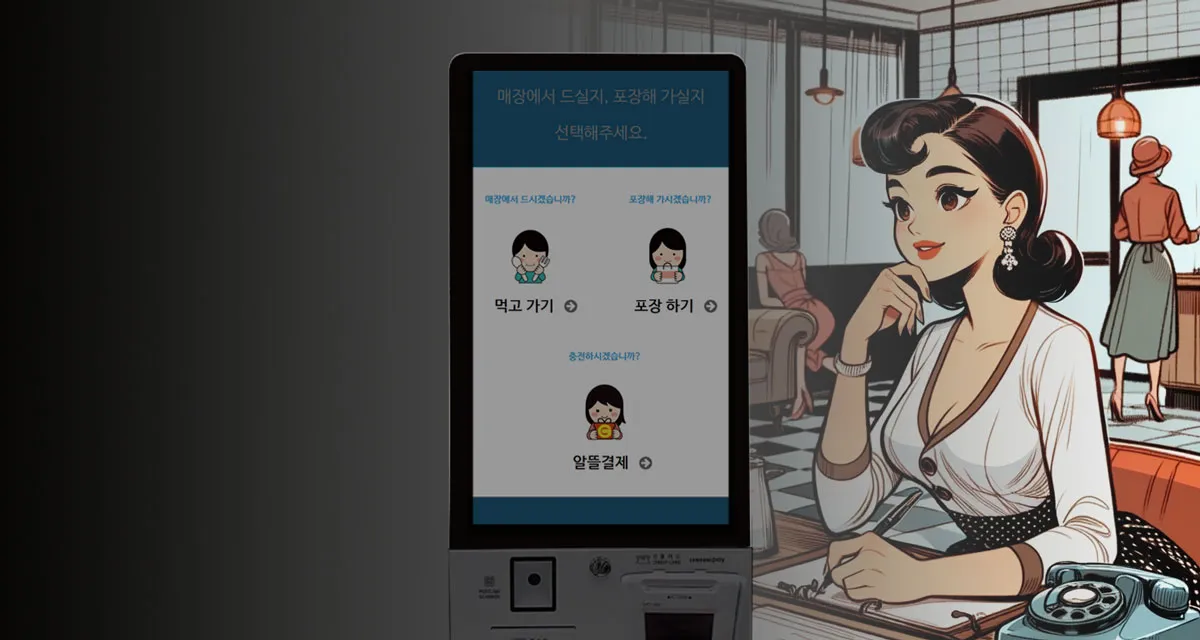 매장에서 드실지, 포장해 가실지
선택해주세요.
매장에서 드시겠습니까?
포장해 가시겠습니까?
먹고 가기
포장 하기
충전하시겠습니까?
알뜰결제